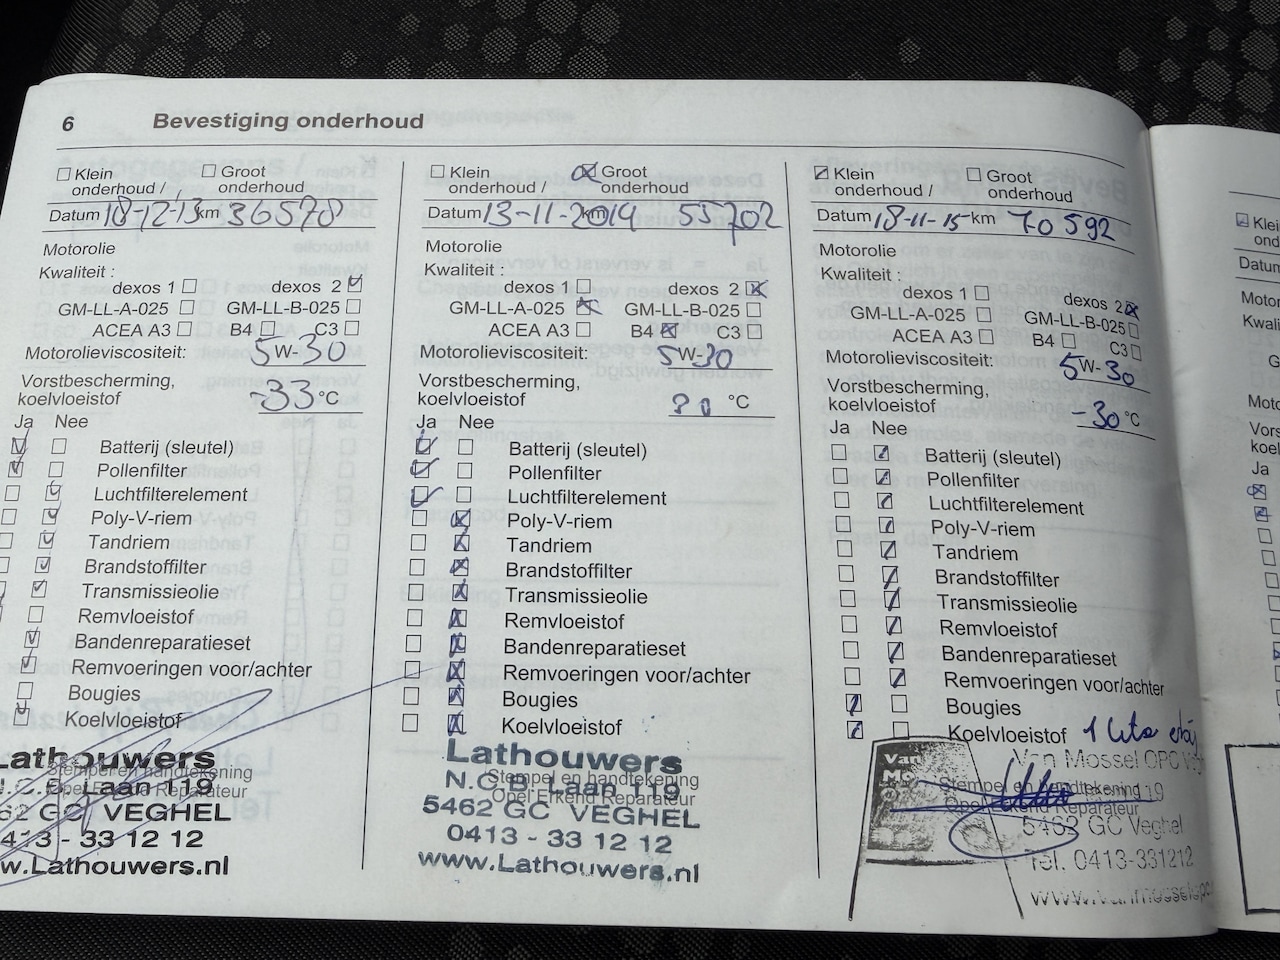 6 Bevestiging onderhoud
Klein onderhoud / Groot onderhoud
Datum 18-12-13 km 36578
Motorolie
Kwaliteit :
dexos 1 dexos 2
GM-LL-A-025 GM-LL-B-025
ACEA A3 B4 C3
Motorolieviscositeit: 5W-30
Vorstbescherming,
koelvloeistof -33 °C
Ja Nee
Batterij (sleutel)
Pollenfilter
Luchtfilterelement
Poly-V-riem
Tandriem
Brandstoffilter
Transmissieolie
Remvloeistof
Bandenreparatieset
Remvoeringen voor/achter
Bougies
Koelvloeistof
Lathouwers
Stempel en handtekening
Opel Erkend Reparateur
Laan 119
VEGHEL
33 12 12
w.Lathouwers.nl
Klein onderhoud / Groot onderhoud
Datum 13-11-2014 km 55702
Motorolie
Kwaliteit :
dexos 1 dexos 2
GM-LL-A-025 GM-LL-B-025
ACEA A3 B4 C3
Motorolieviscositeit: 5W-30
Vorstbescherming,
koelvloeistof °C
Ja Nee
Batterij (sleutel)
Pollenfilter
Luchtfilterelement
Poly-V-riem
Tandriem
Brandstoffilter
Transmissieolie
Remvloeistof
Bandenreparatieset
Remvoeringen voor/achter
Bougies
Koelvloeistof
Lathouwers
Stempel en handtekening
N.C.B. Laan 119
Opel Erkend Reparateur
5462 GC VEGHEL
0413 - 33 12 12
www.Lathouwers.nl
Klein onderhoud / Groot onderhoud
Datum 18-11-15 km 70592
Motorolie
Kwaliteit :
dexos 1 dexos 2
GM-LL-A-025 GM-LL-B-025
ACEA A3 B4 C3
Motorolieviscositeit: 5W-30
Vorstbescherming,
koelvloeistof -30 °C
Ja Nee
Batterij (sleutel)
Pollenfilter
Luchtfilterelement
Poly-V-riem
Tandriem
Brandstoffilter
Transmissieolie
Remvloeistof
Bandenreparatieset
Remvoeringen voor/achter
Bougies
Koelvloeistof 1
Van Mossel OPC
Stempel en handtekening
Opel Erkend Reparateur
GC Veghel
Tel. 0413-331212
Ja